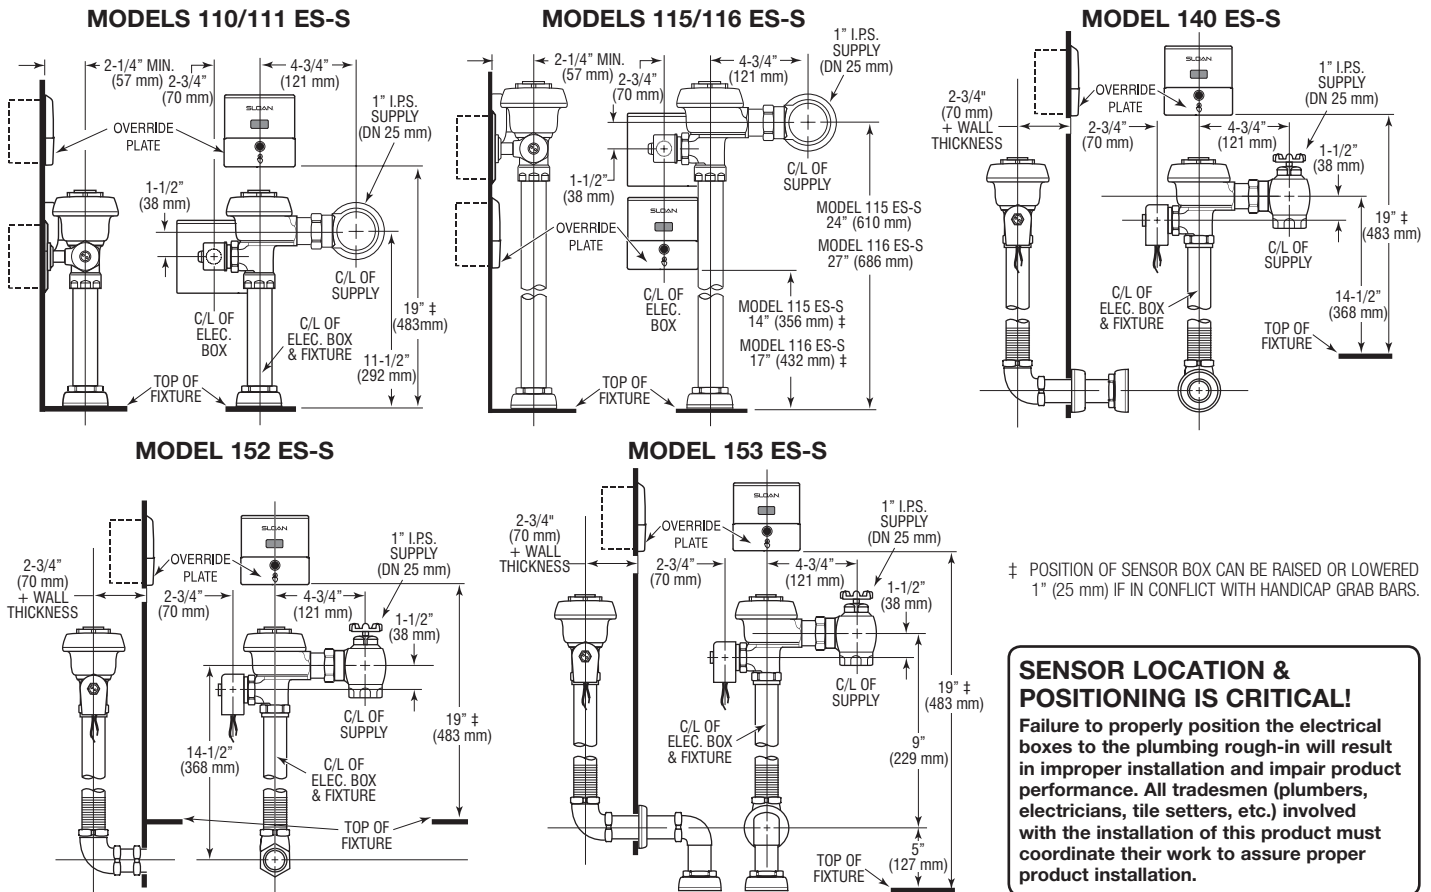 MODELS 110/111 ES-S
2-1/4” MIN.
(57 mm)
2-3/4”
(70 mm)
4-3/4”
(121 mm)
1” I.P.S.
SUPPLY
(DN 25 mm)
SLOAN
OVERRIDE
PLATE
1-1/2”
(38 mm)
C/L OF
SUPPLY
19” ‡
(483mm)
C/L OF
ELEC.
BOX
C/L OF
ELEC. BOX
& FIXTURE
11-1/2”
(292 mm)
TOP OF
FIXTURE
MODELS 115/116 ES-S
2-1/4” MIN.
(57 mm)
2-3/4”
(70 mm)
4-3/4”
(121 mm)
1” I.P.S.
SUPPLY
(DN 25 mm)
C/L OF
SUPPLY
1-1/2”
(38 mm)
SLOAN
OVERRIDE
PLATE
MODEL 115 ES-S
24” (610 mm)
MODEL 116 ES-S
27” (686 mm)
C/L OF
ELEC.
BOX
MODEL 115 ES-S
14” (356 mm) ‡
MODEL 116 ES-S
17” (432 mm) ‡
TOP OF
FIXTURE
MODEL 140 ES-S
2-3/4"
(70 mm)
+ WALL
THICKNESS
OVERRIDE
PLATE
SLOAN
1” I.P.S.
SUPPLY
(DN 25 mm)
2-3/4”
(70 mm)
4-3/4”
(121 mm)
1-1/2”
(38 mm)
19” ‡
(483 mm)
C/L OF
SUPPLY
C/L OF
ELEC. BOX
& FIXTURE
14-1/2”
(368 mm)
TOP OF
FIXTURE
MODEL 152 ES-S
2-3/4”
(70 mm)
+ WALL
THICKNESS
OVERRIDE
PLATE
SLOAN
1” I.P.S.
SUPPLY
(DN 25 mm)
2-3/4”
(70 mm)
4-3/4”
(121 mm)
1-1/2”
(38 mm)
C/L OF
SUPPLY
19” ‡
(483 mm)
14-1/2”
(368 mm)
C/L OF
ELEC. BOX
& FIXTURE
TOP OF
FIXTURE
MODEL 153 ES-S
2-3/4"
(70 mm)
+ WALL
THICKNESS
OVERRIDE
PLATE
SLOAN
1” I.P.S.
SUPPLY
(DN 25 mm)
2-3/4”
(70 mm)
4-3/4”
(121 mm)
1-1/2”
(38 mm)
C/L OF
SUPPLY
19” ‡
(483 mm)
C/L OF
ELEC. BOX
& FIXTURE
9”
(229 mm)
5”
(127 mm)
TOP OF
FIXTURE
‡ POSITION OF SENSOR BOX CAN BE RAISED OR LOWERED
1” (25 mm) IF IN CONFLICT WITH HANDICAP GRAB BARS.
SENSOR LOCATION &
POSITIONING IS CRITICAL!
Failure to properly position the electrical
boxes to the plumbing rough-in will result
in improper installation and impair product
performance. All tradesmen (plumbers,
electricians, tile setters, etc.) involved
with the installation of this product must
coordinate their work to assure proper
product installation.